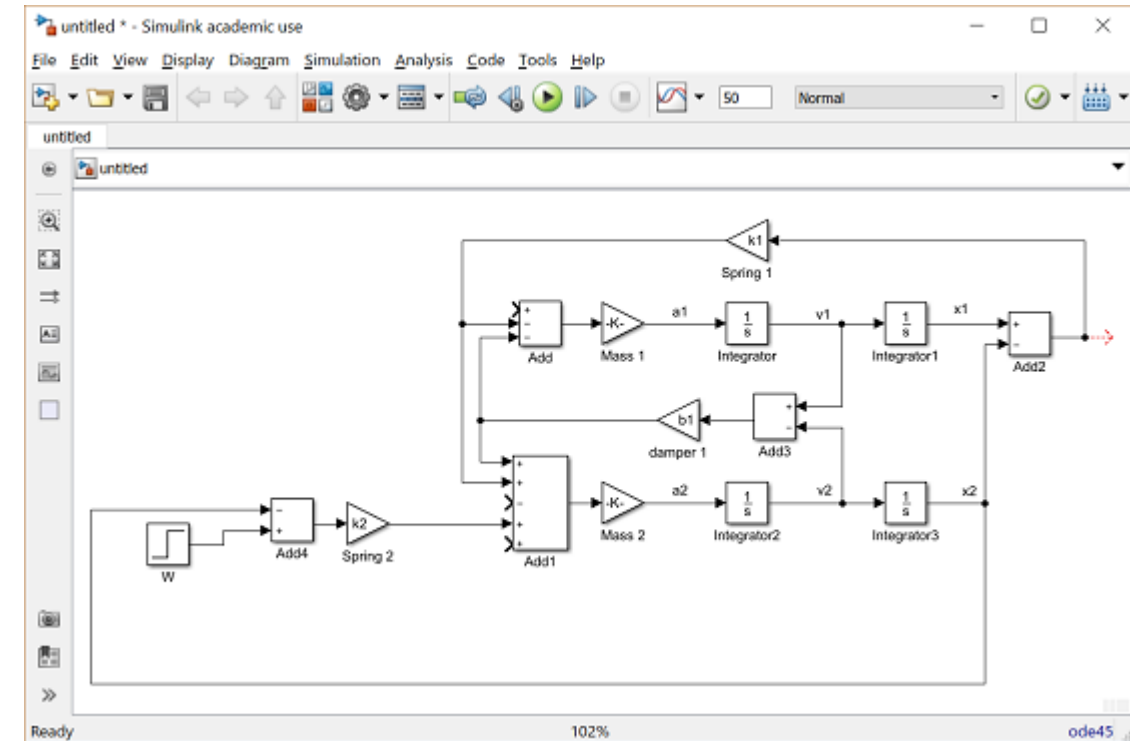 untitled * - Simulink academic use
File Edit View Display Diagram Simulation Analysis Code Tools Help
50 Normal
untitled
untitled
k1
Spring 1
+
−
−
Add
-K-
Mass 1
a1
1
s
Integrator
v1
1
s
Integrator1
x1
+
−
Add2
b1
damper 1
+
−
Add3
+
+
−
+
+
Add1
-K-
Mass 2
a2
1
s
Integrator2
v2
1
s
Integrator3
x2
W
−
+
Add4
k2
Spring 2
Ready 102% ode45